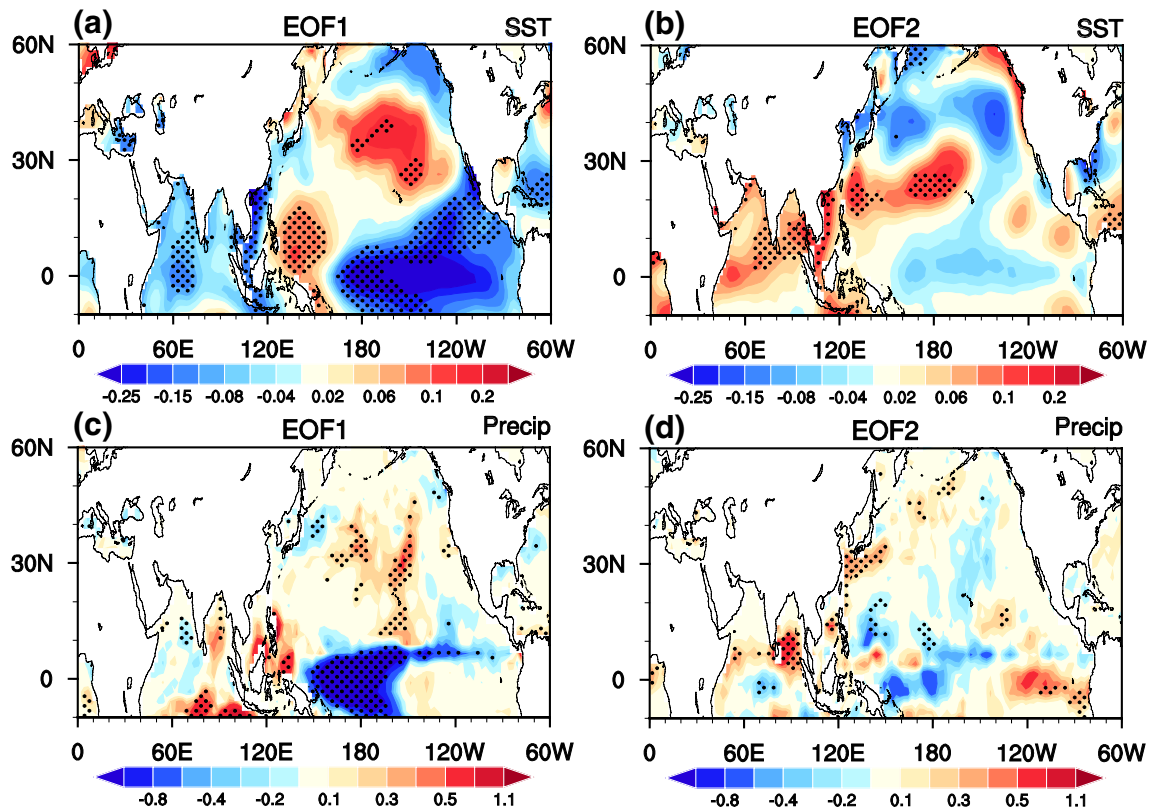 (a) EOF1 SST
60N
30N
0
0 60E 120E 180 120W 60W
-0.25 -0.15 -0.08 -0.04 0.02 0.06 0.1 0.2
(b) EOF2 SST
60N
30N
0
0 60E 120E 180 120W 60W
-0.25 -0.15 -0.08 -0.04 0.02 0.06 0.1 0.2
(c) EOF1 Precip
60N
30N
0
0 60E 120E 180 120W 60W
-0.8 -0.4 -0.2 0.1 0.3 0.5 1.1
(d) EOF2 Precip
60N
30N
0
0 60E 120E 180 120W 60W
-0.8 -0.4 -0.2 0.1 0.3 0.5 1.1